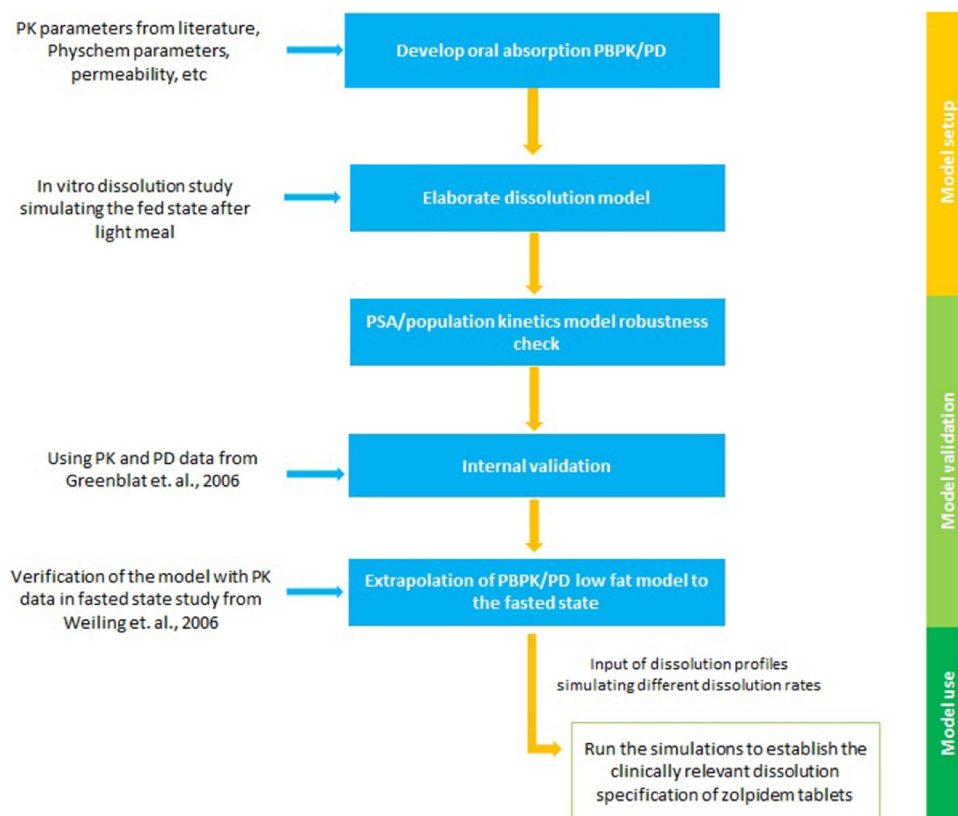 PK parameters from literature,
Physchem parameters,
permeability, etc
Develop oral absorption PBPK/PD
Model setup
In vitro dissolution study
simulating the fed state after
light meal
Elaborate dissolution model
PSA/population kinetics model robustness
check
Model validation
Using PK and PD data from
Greenblat et. al., 2006
Internal validation
Verification of the model with PK
data in fasted state study from
Weiling et. al., 2006
Extrapolation of PBPK/PD low fat model to
the fasted state
Input of dissolution profiles
simulating different dissolution rates
Model use
Run the simulations to establish the
clinically relevant dissolution
specification of zolpidem tablets